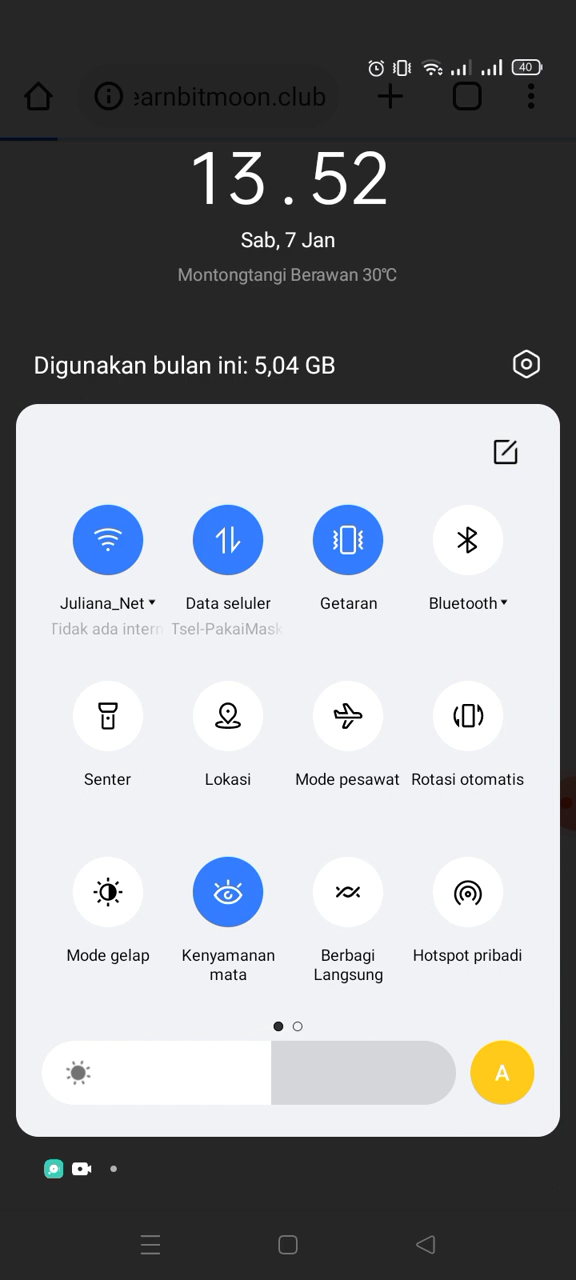 40
earnbitmoon.club
13.52
Sab, 7 Jan
Montongtangi Berawan 30℃
Digunakan bulan ini: 5,04 GB
Juliana_Net Data seluler Getaran Bluetooth
Tidak ada intern Tsel-PakaiMask
Senter Lokasi Mode pesawat Rotasi otomatis
Mode gelap Kenyamanan mata Berbagi Langsung Hotspot pribadi
A